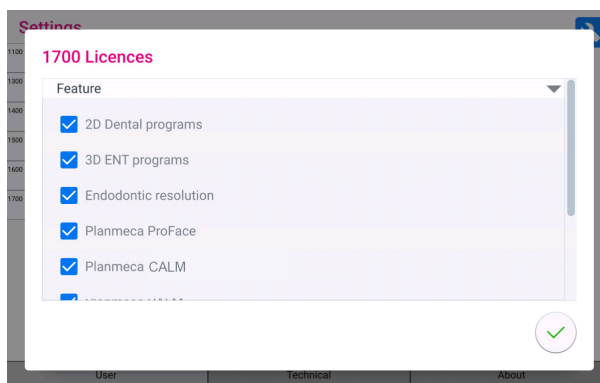 Settings
1100
1300
1400
1500
1600
1700
1700 Licences
Feature
2D Dental programs
3D ENT programs
Endodontic resolution
Planmeca ProFace
Planmeca CALM
User
Technical
About